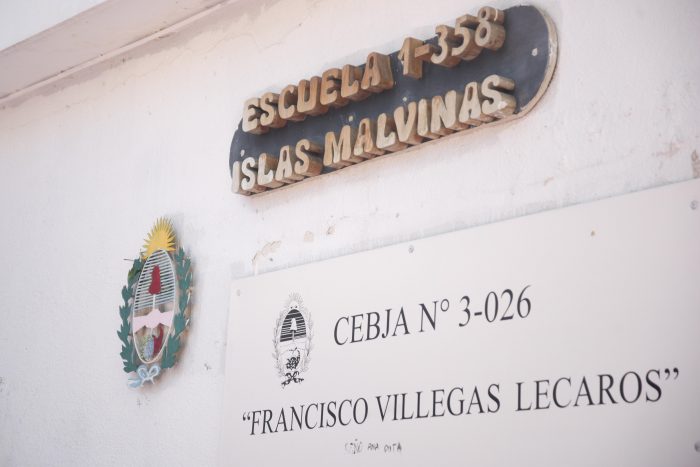 ESCUELA 1-358
ISLAS MALVINAS
CEBJA N° 3-026
“FRANCISCO VILLEGAS LECAROS”